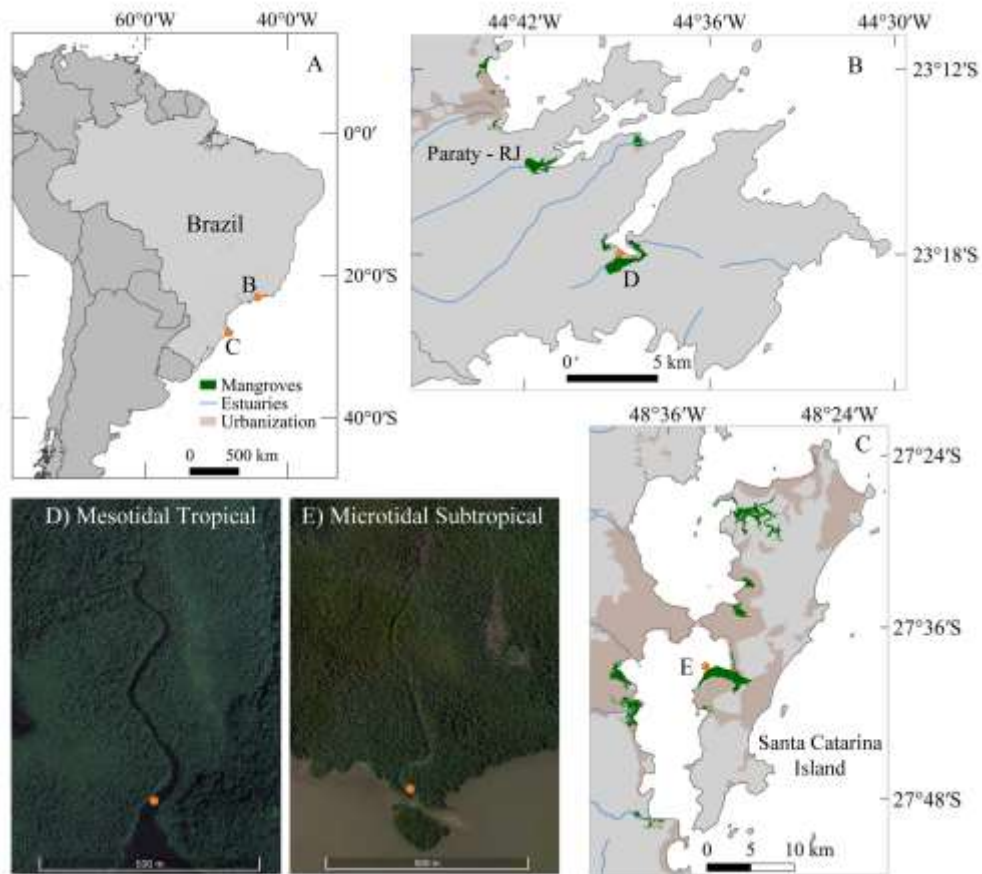 60°0'W 40°0'W
A
0°0'
Brazil
20°0'S
B
C
Mangroves
Estuaries
Urbanization
40°0'S
0 500 km
44°42'W 44°36'W 44°30'W
23°12'S
B
Paraty - RJ
23°18'S
D
0 5 km
48°36'W 48°24'W
C
27°24'S
27°36'S
E
Santa Catarina
Island
27°48'S
0 5 10 km
D) Mesotidal Tropical
500 m
E) Microtidal Subtropical